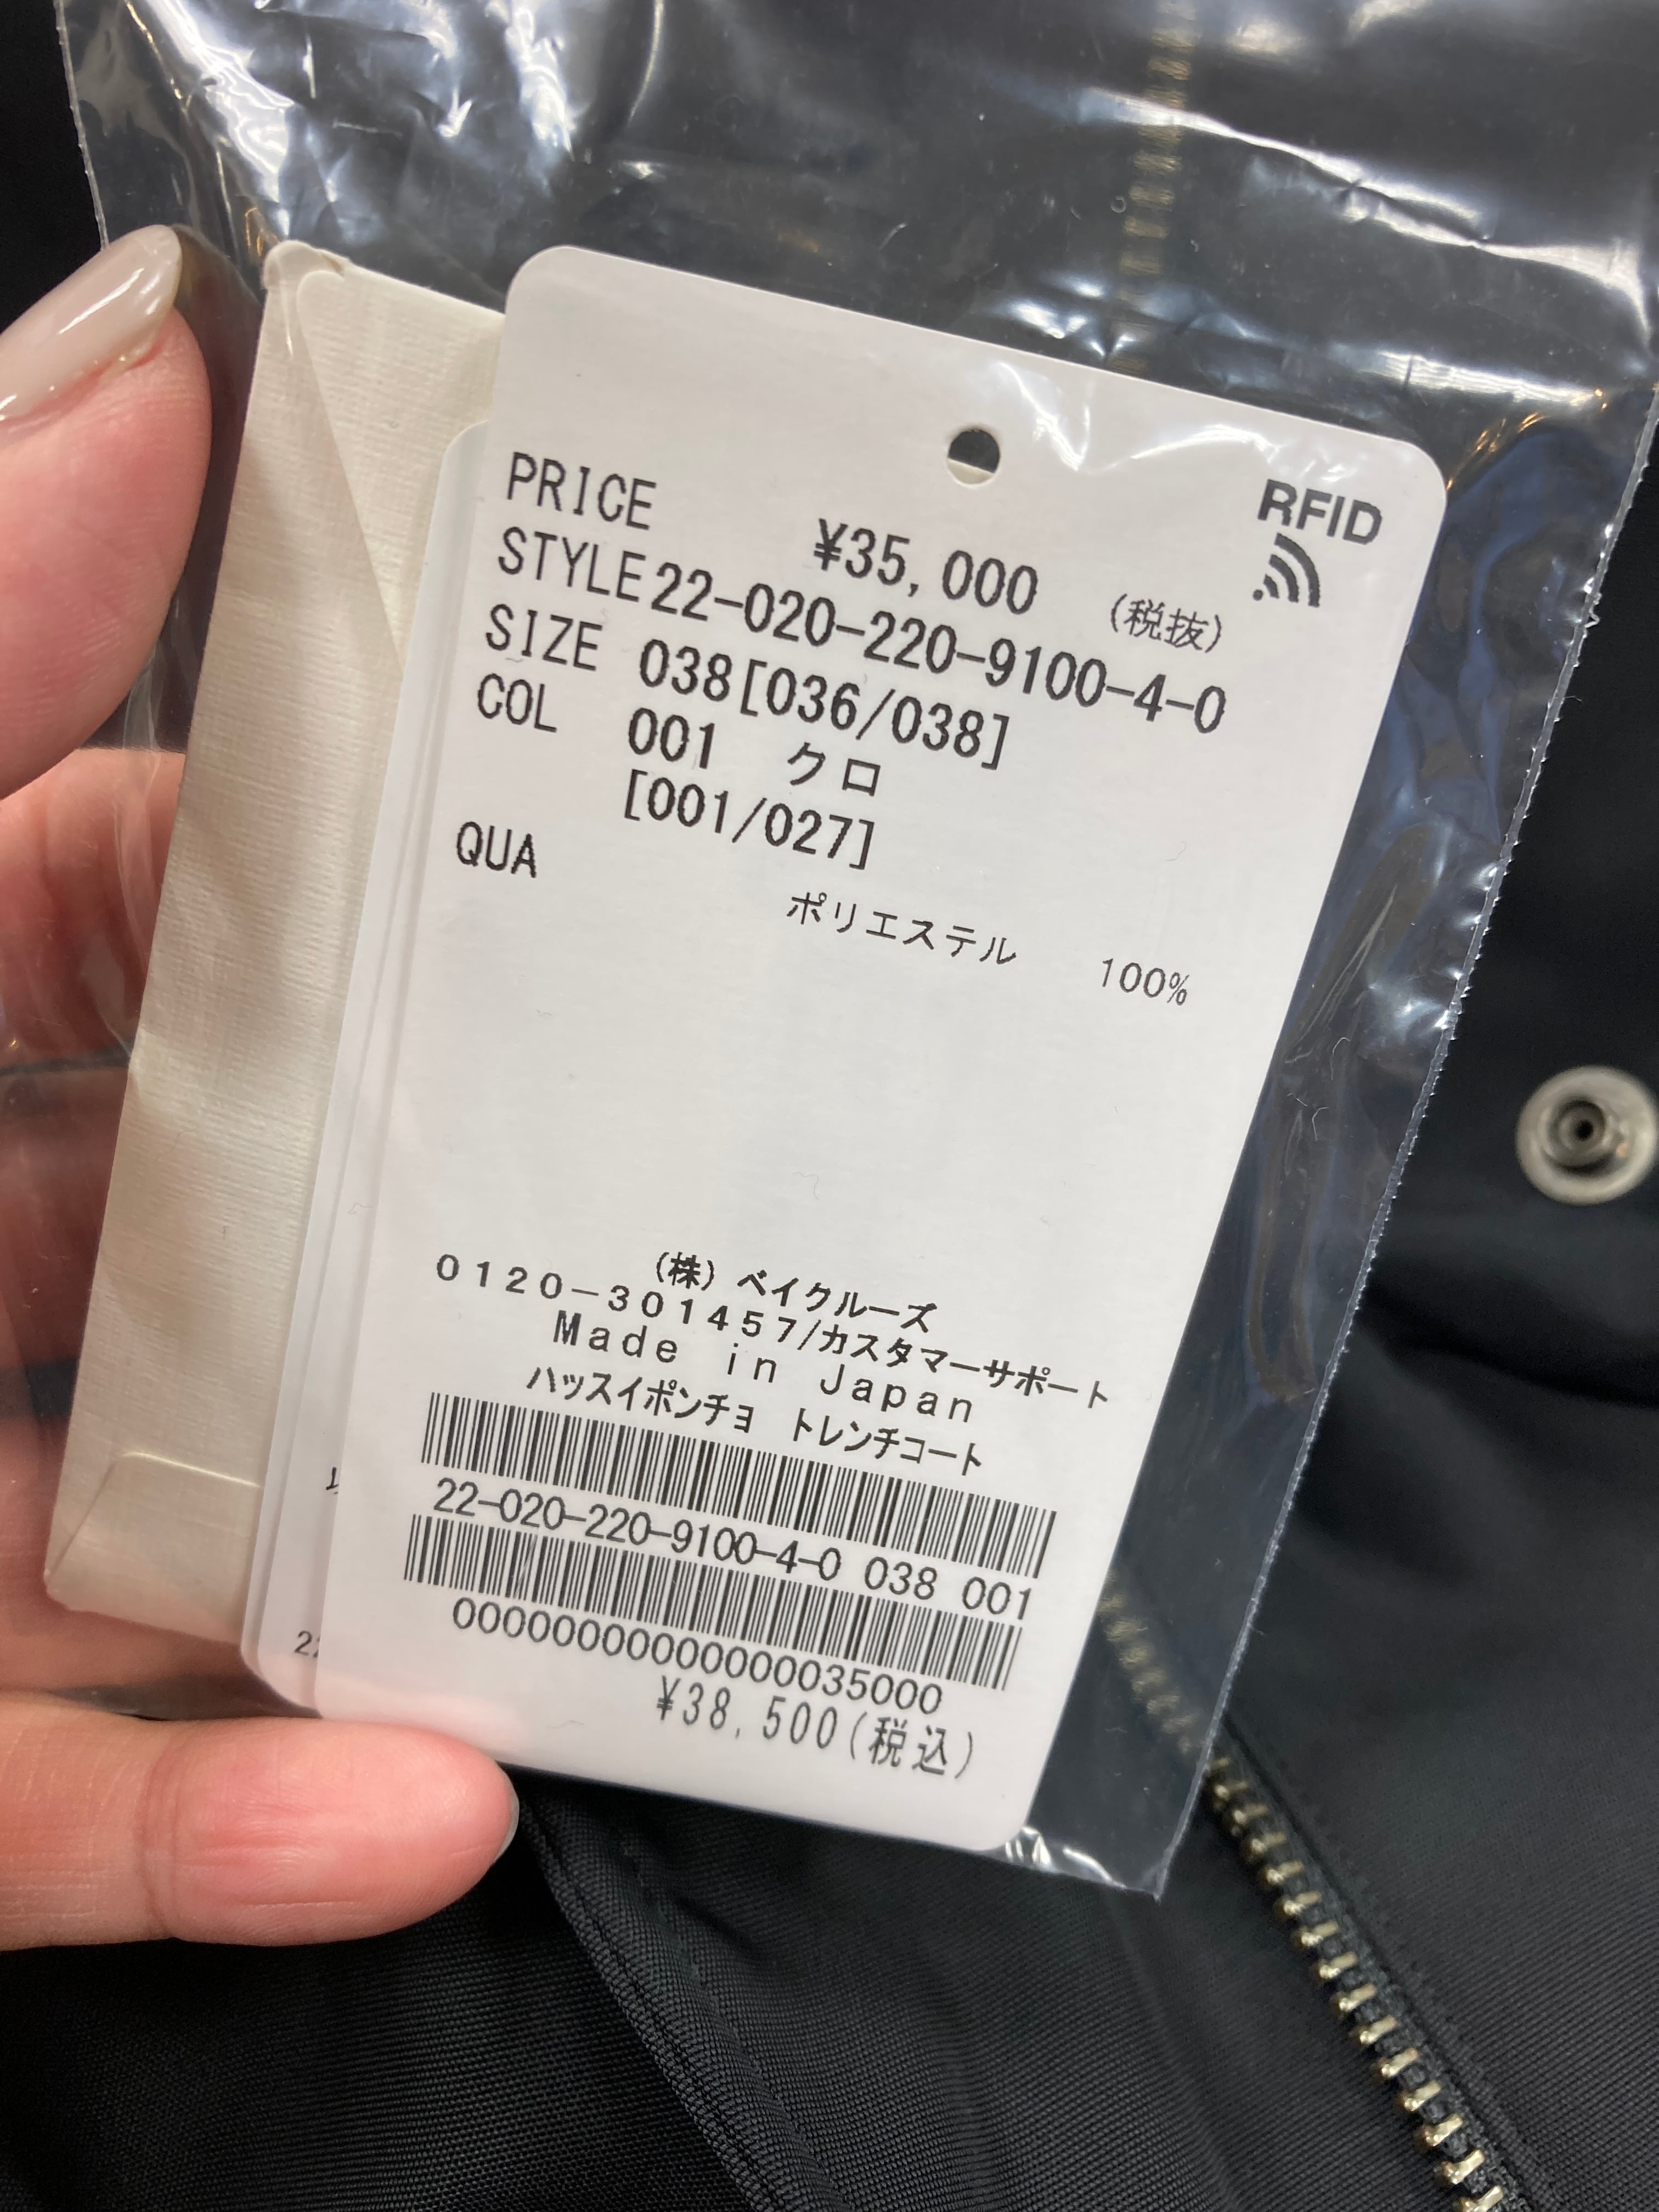 RFID
PRICE ¥35,000 (税抜)
STYLE 22-020-220-9100-4-0
SIZE 038[036/038]
COL 001 クロ
[001/027]
QUA
ポリエステル 100%
(株) ベイクルーズ
0120-301457/カスタマーサポート
Made in Japan
ハッスイポンチョ トレンチコート
22-020-220-9100-4-0 038 001
0000000000000035000
¥38,500(税込)